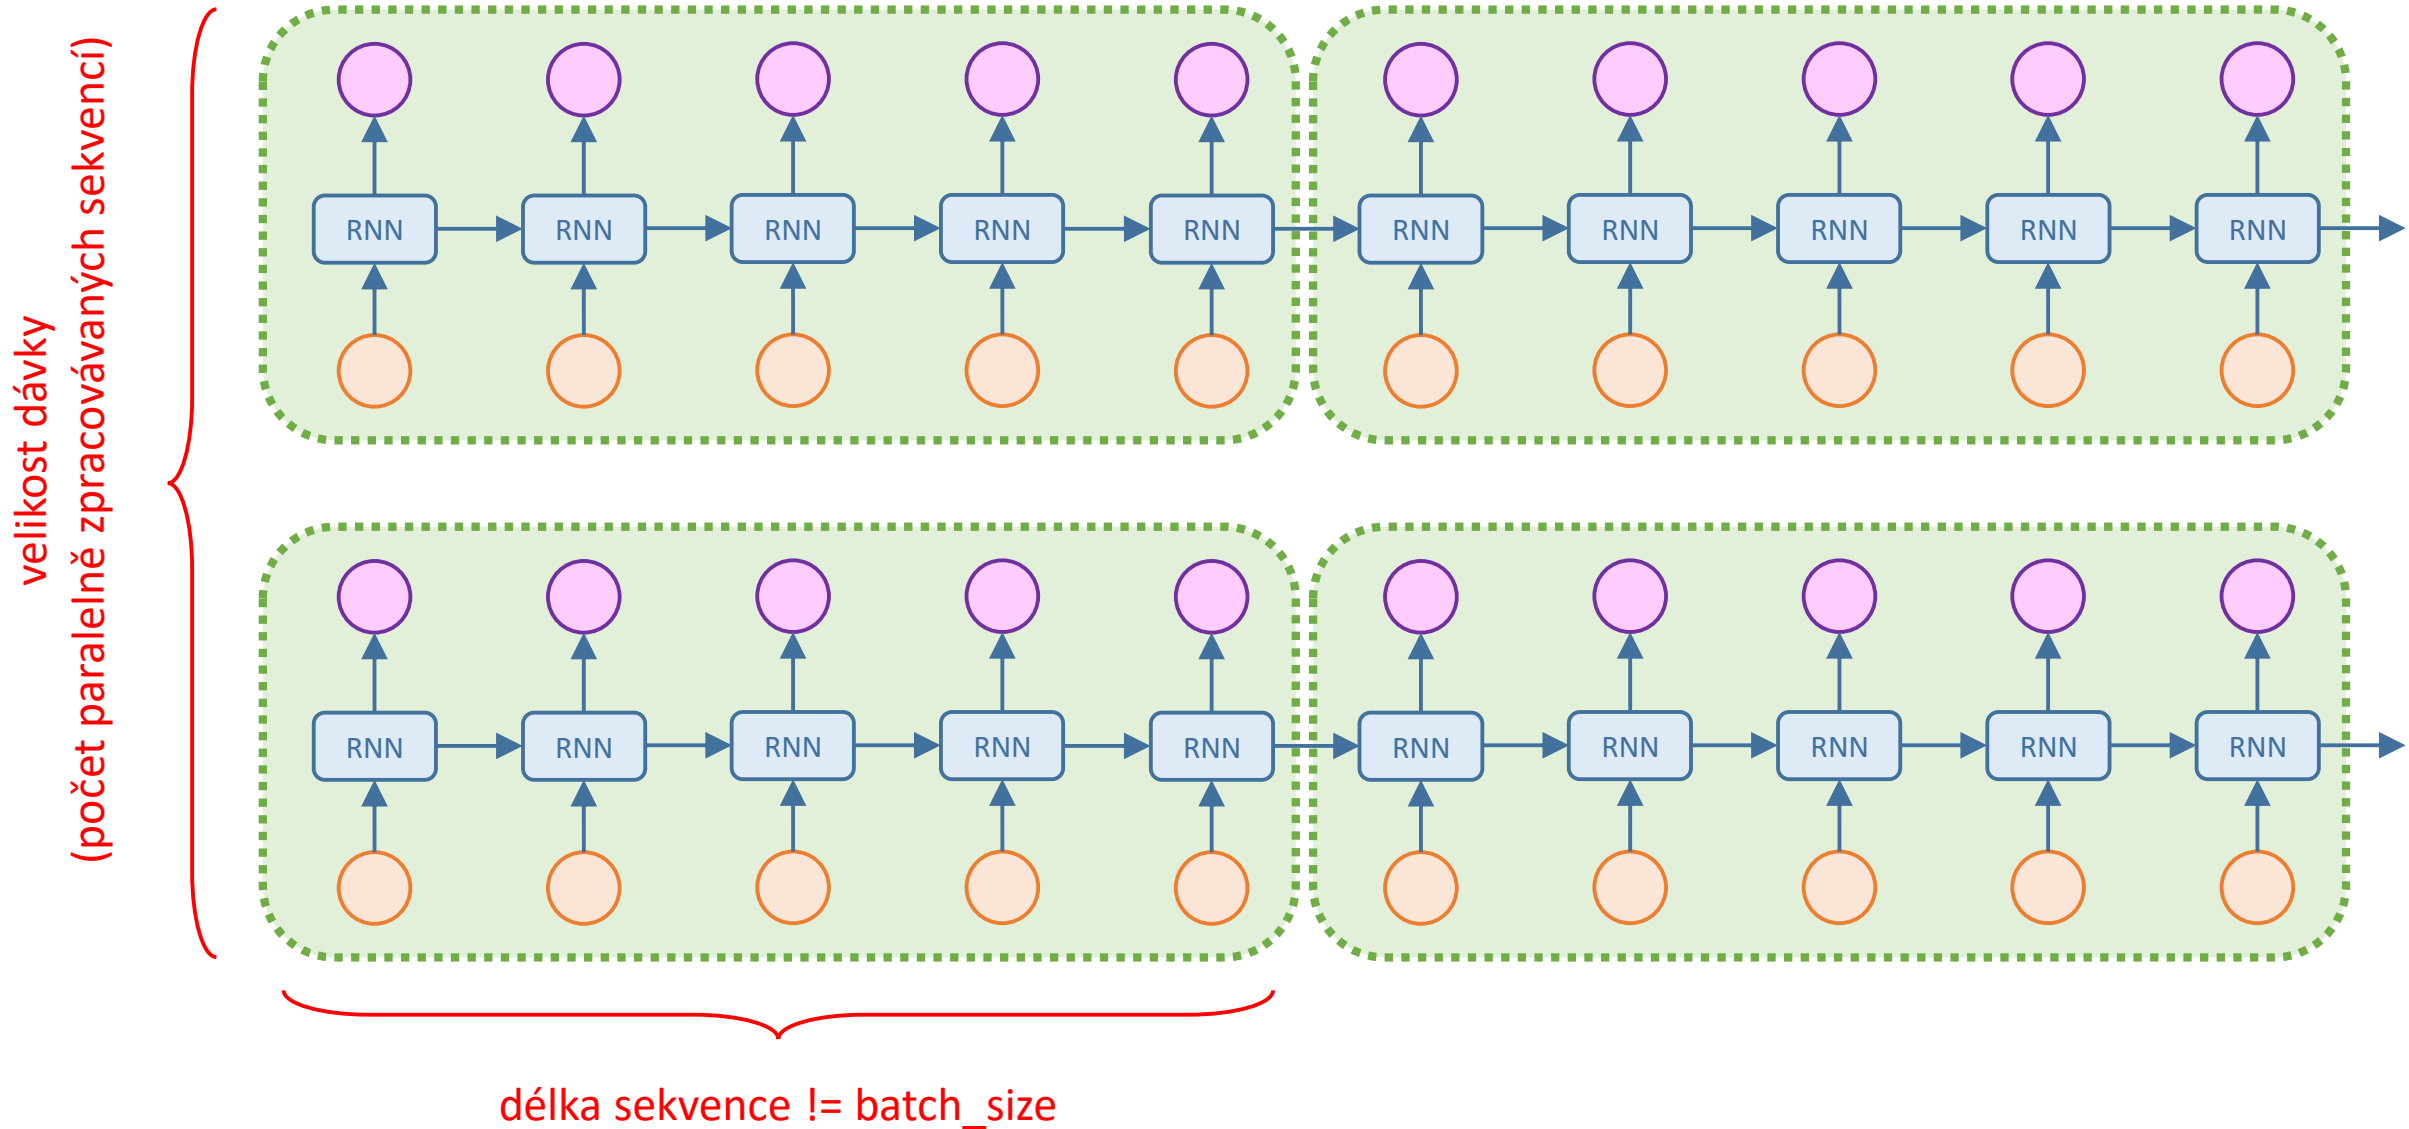 velikost dávky
(počet paralelně zpracovávaných sekvencí)
RNN RNN RNN RNN RNN RNN RNN RNN RNN RNN
RNN RNN RNN RNN RNN RNN RNN RNN RNN RNN
délka sekvence != batch_size